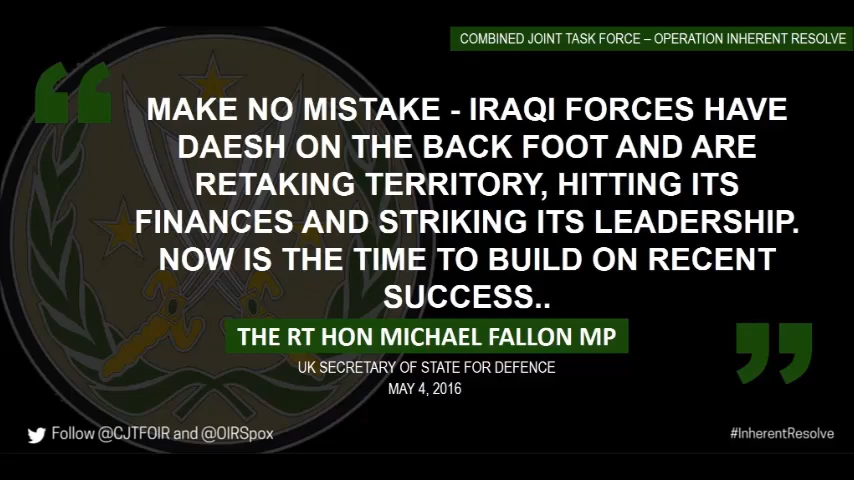 COMBINED JOINT TASK FORCE – OPERATION INHERENT RESOLVE
MAKE NO MISTAKE - IRAQI FORCES HAVE
DAESH ON THE BACK FOOT AND ARE
RETAKING TERRITORY, HITTING ITS
FINANCES AND STRIKING ITS LEADERSHIP.
NOW IS THE TIME TO BUILD ON RECENT
SUCCESS..
THE RT HON MICHAEL FALLON MP
UK SECRETARY OF STATE FOR DEFENCE
MAY 4, 2016
Follow @CJTFOIR and @OIRSpox
#InherentResolve